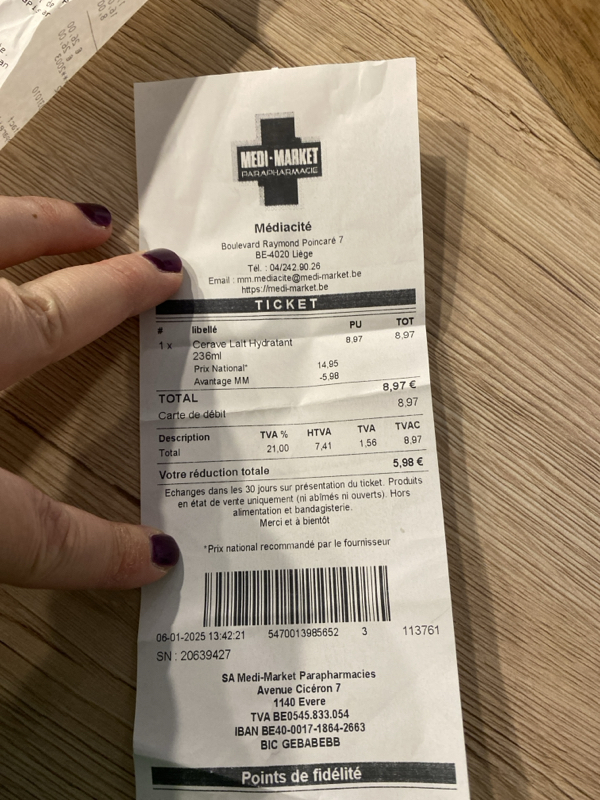 MEDI-MARKET
PARAPHARMACIE
Médiacité
Boulevard Raymond Poincaré 7
BE-4020 Liège
Tél. : 04/242.90.26
Email : mm.mediacite@medi-market.be
https://medi-market.be
TICKET
# libellé PU TOT
1 x Cerave Lait Hydratant 8,97 8,97
236ml
Prix National* 14,95
Avantage MM -5,98
TOTAL 8,97 €
Carte de débit 8,97
Description TVA % HTVA TVA TVAC
Total 21,00 7,41 1,56 8,97
Votre réduction totale 5,98 €
Echanges dans les 30 jours sur présentation du ticket. Produits
en état de vente uniquement (ni abîmés ni ouverts). Hors
alimentation et bandagisterie.
Merci et à bientôt
*Prix national recommandé par le fournisseur
06-01-2025 13:42:21 5470013985652 3 113761
SN : 20639427
SA Medi-Market Parapharmacies
Avenue Cicéron 7
1140 Evere
TVA BE0545.833.054
IBAN BE40-0017-1864-2663
BIC GEBABEBB
Points de fidélité